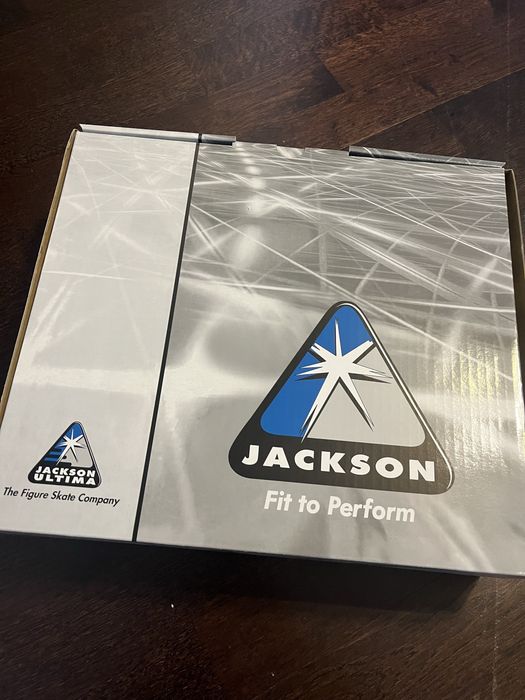 JACKSON
ULTIMA
The Figure Skate Company
JACKSON
Fit to Perform